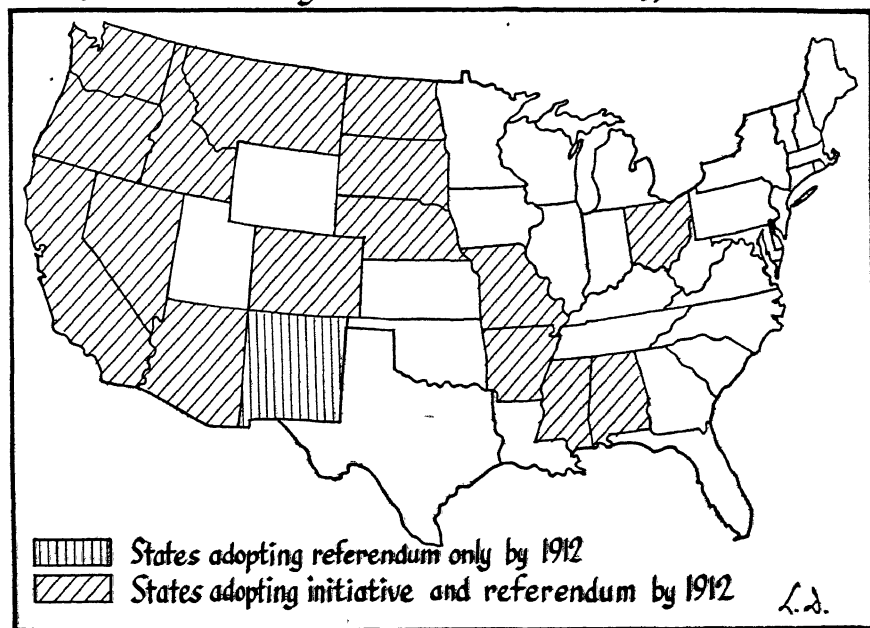 States adopting referendum only by 1912
States adopting initiative and referendum by 1912
L.D.